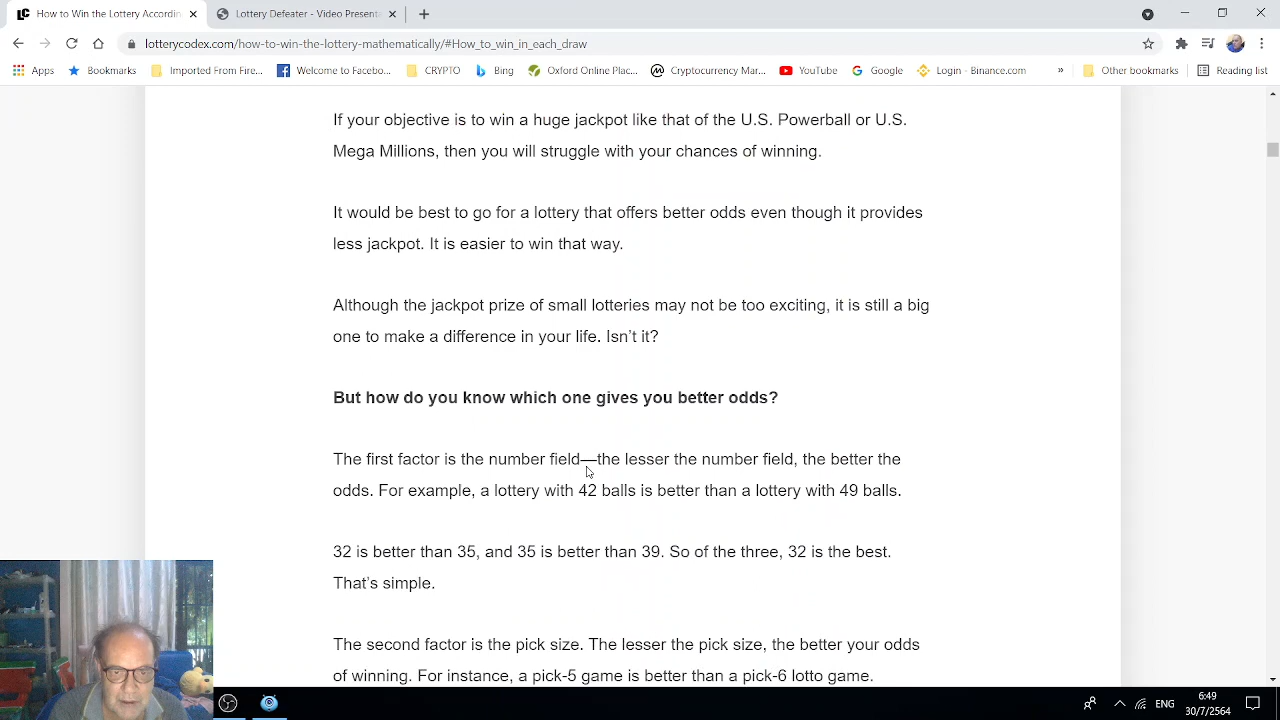 How to Win the Lottery Accordin
Lottery Defeater - Video Present
lotterycodex.com/how-to-win-the-lottery-mathematically/#How_to_win_in_each_draw
Apps
Bookmarks
Imported From Fire...
Welcome to Facebo...
CRYPTO
Bing
Oxford Online Plac...
Cryptocurrency Mar...
YouTube
Google
Login · Binance.com
»
Other bookmarks
Reading list
If your objective is to win a huge jackpot like that of the U.S. Powerball or U.S.
Mega Millions, then you will struggle with your chances of winning.
It would be best to go for a lottery that offers better odds even though it provides
less jackpot. It is easier to win that way.
Although the jackpot prize of small lotteries may not be too exciting, it is still a big
one to make a difference in your life. Isn’t it?
But how do you know which one gives you better odds?
The first factor is the number field—the lesser the number field, the better the
odds. For example, a lottery with 42 balls is better than a lottery with 49 balls.
32 is better than 35, and 35 is better than 39. So of the three, 32 is the best.
That’s simple.
The second factor is the pick size. The lesser the pick size, the better your odds
of winning. For instance, a pick-5 game is better than a pick-6 lotto game.
ENG
6:49
30/7/2564